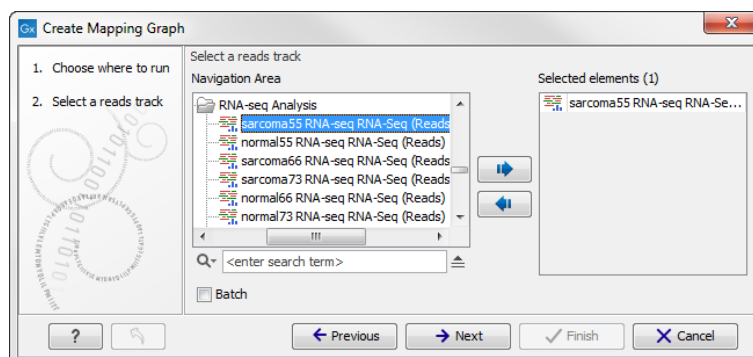 Gx Create Mapping Graph
1. Choose where to run
2. Select a reads track
Select a reads track
Navigation Area
RNA-seq Analysis
sarcoma55 RNA-seq RNA-Seq (Reads
normal55 RNA-seq RNA-Seq (Reads)
sarcoma66 RNA-seq RNA-Seq (Reads
sarcoma73 RNA-seq RNA-Seq (Reads
normal66 RNA-seq RNA-Seq (Reads)
normal73 RNA-seq RNA-Seq (Reads)
<enter search term>
Batch
Selected elements (1)
sarcoma55 RNA-seq RNA-Se...
?
Previous
Next
Finish
Cancel